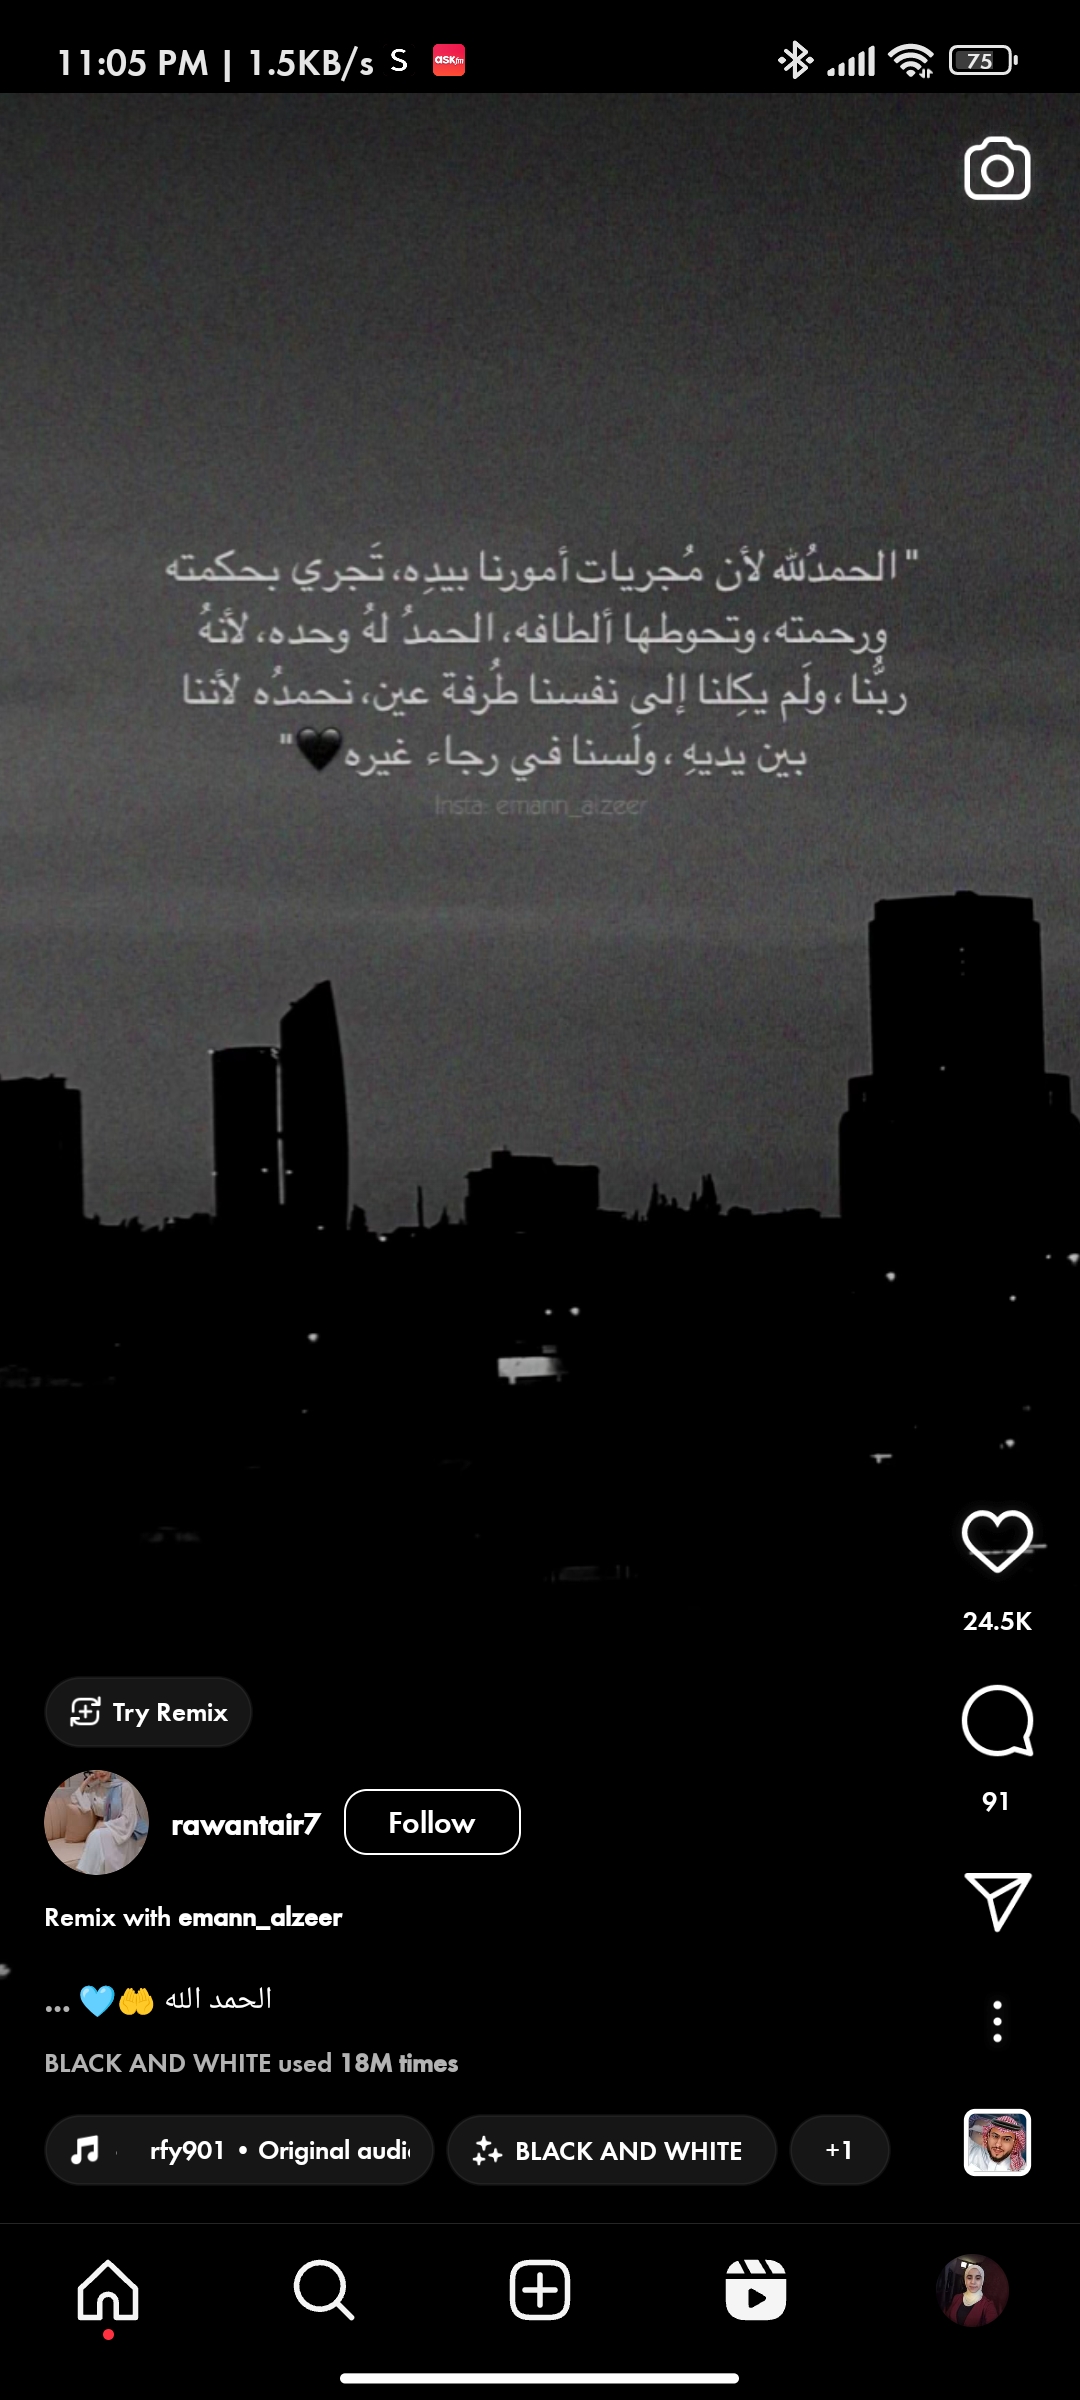 11:05 PM | 1.5KB/s S askfm 75
" الحمدُلله لأن مُجريات أمورنا بيدِه، تَجري بحكمته
ورحمته، وتحوطها ألطافه، الحمدُ لهُ وحده، لأنهُ
ربُّنا، ولَم يكِلنا إلى نفسنا طُرفة عين، نحمدُه لأننا
بين يديهِ ، ولَسنا في رجاء غيره🖤"
Insta: emann_alzeer
24.5K
Try Remix
91
rawantair7 Follow
Remix with emann_alzeer
الحمد الله 🤲🩵 ...
BLACK AND WHITE used 18M times
rfy901 • Original audi
BLACK AND WHITE
+1